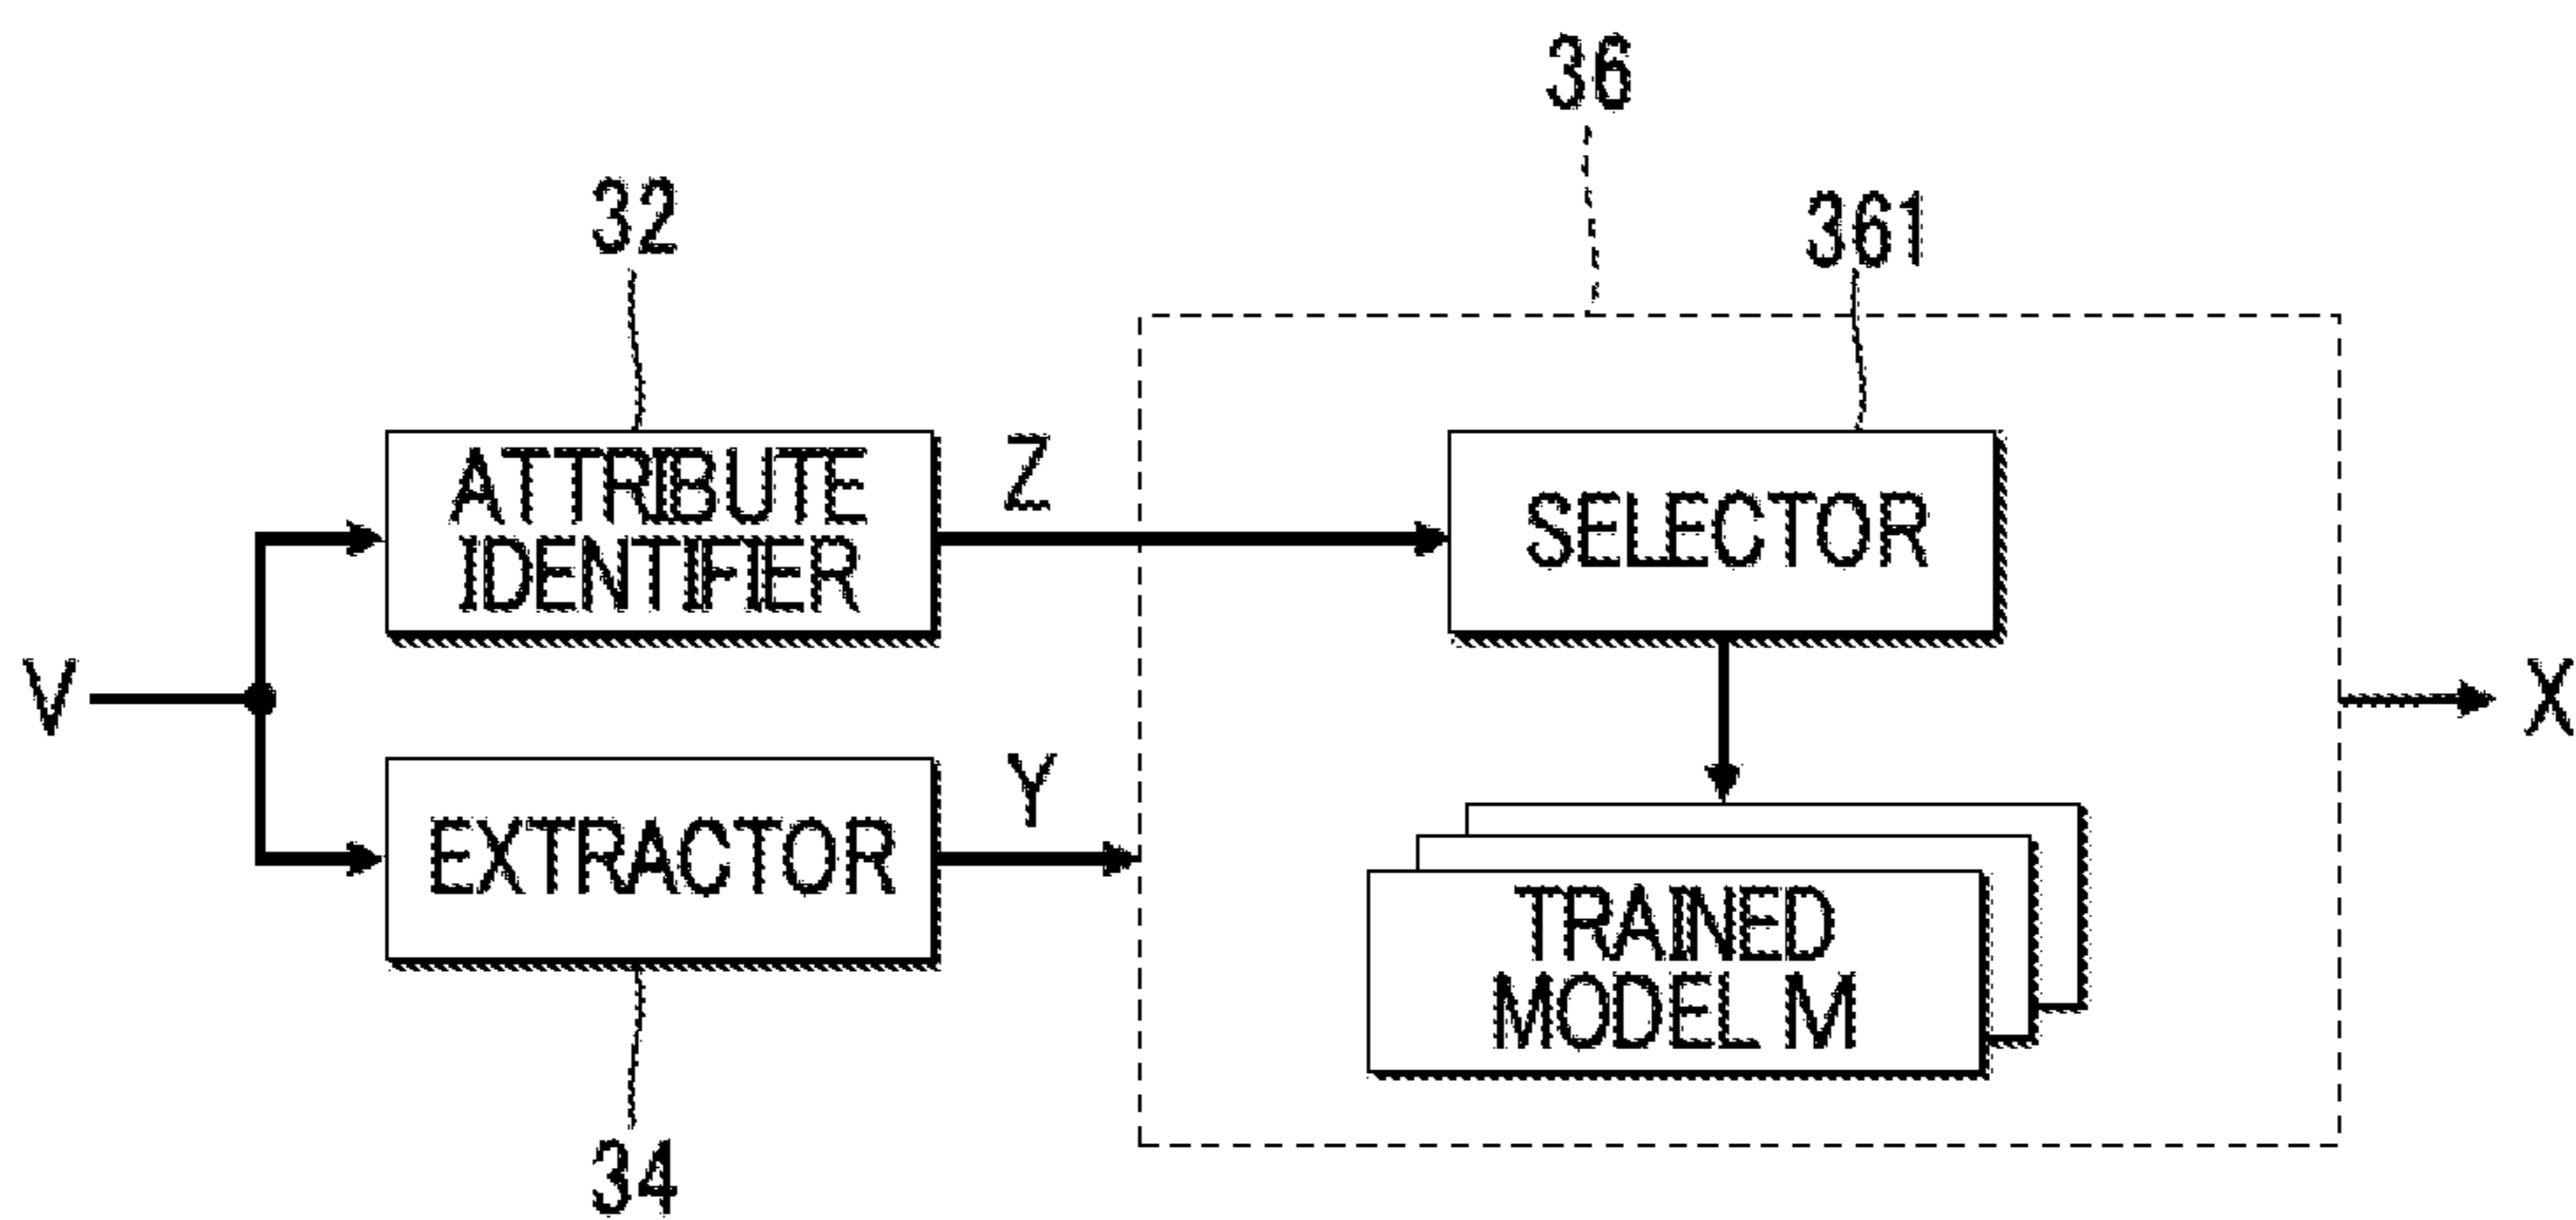 36
32
361
ATTRIBUTE
IDENTIFIER
Z
SELECTOR
V
X
EXTRACTOR
Y
TRAINED
MODEL M
34